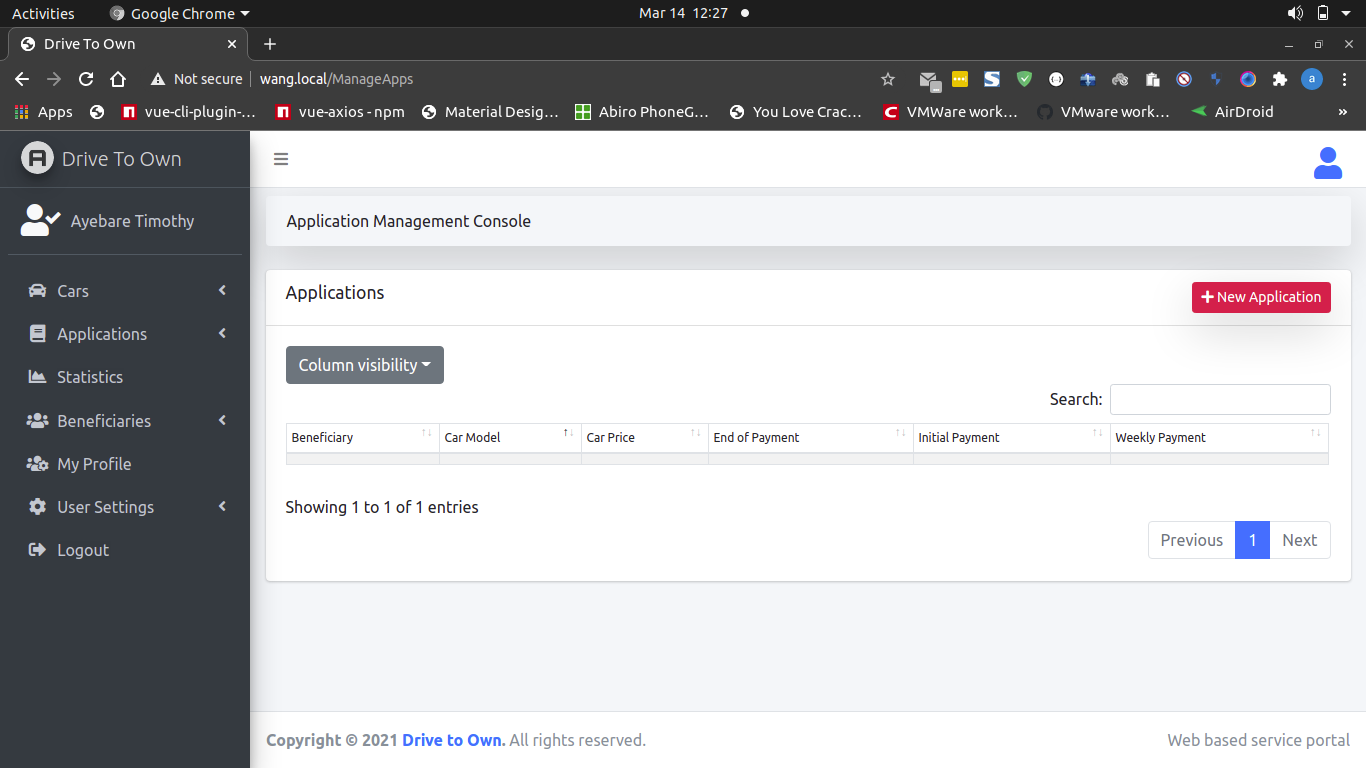 Activities Google Chrome Mar 14 12:27
Drive To Own
Not secure wang.local/ManageApps a
Apps vue-cli-plugin-... vue-axios - npm Material Desig... Abiro PhoneG... You Love Crac... VMWare work... VMware work... AirDroid »
Drive To Own
Ayebare Timothy
Cars
Applications
Statistics
Beneficiaries
My Profile
User Settings
Logout
Application Management Console
Applications
New Application
Column visibility
Search:
Beneficiary Car Model Car Price End of Payment Initial Payment Weekly Payment
Showing 1 to 1 of 1 entries
Previous 1 Next
Copyright © 2021 Drive to Own. All rights reserved. Web based service portal